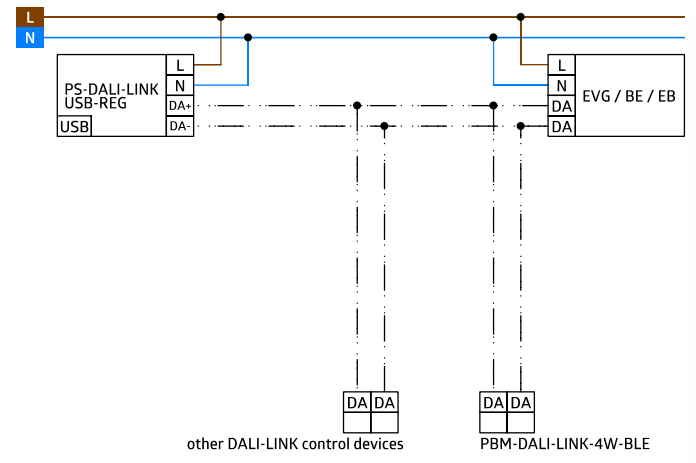 L
N
PS-DALI-LINK
USB-REG
USB
L
N
DA+
DA-
L
N
DA
DA
EVG / BE / EB
DA DA
other DALI-LINK control devices
DA DA
PBM-DALI-LINK-4W-BLE